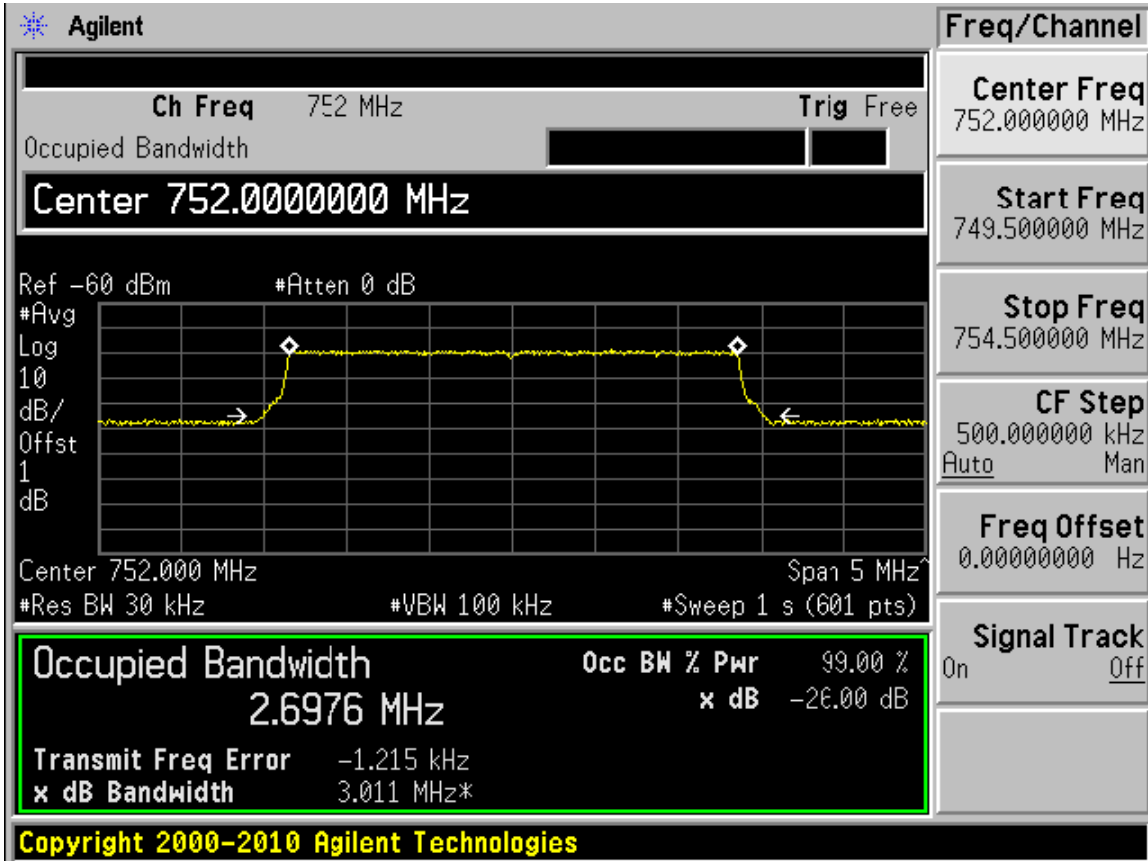 Agilent
Freq/Channel
Ch Freq 752 MHz
Trig Free
Occupied Bandwidth
Center 752.0000000 MHz
Ref -60 dBm
#Atten 0 dB
#Avg
Log
10
dB/
Offst
1
dB
Center 752.000 MHz
Span 5 MHz^
#Res BW 30 kHz
#VBW 100 kHz
#Sweep 1 s (601 pts)
Occupied Bandwidth
2.6976 MHz
Occ BW % Pwr 99.00 %
x dB -26.00 dB
Transmit Freq Error -1.215 kHz
x dB Bandwidth 3.011 MHz*
Copyright 2000-2010 Agilent Technologies
Center Freq
752.000000 MHz
Start Freq
749.500000 MHz
Stop Freq
754.500000 MHz
CF Step
500.000000 kHz
Auto Man
Freq Offset
0.00000000 Hz
Signal Track
On Off